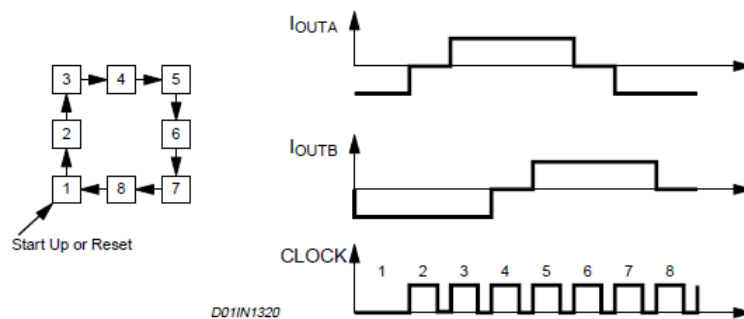 3 4 5
2 6
1 8 7
Start Up or Reset
D01IN1320
IOUTA
IOUTB
CLOCK
1 2 3 4 5 6 7 8